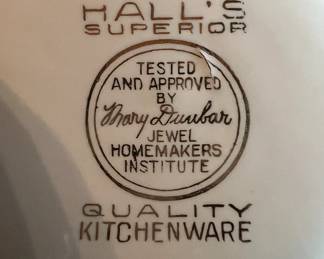 HALL'S
SUPERIOR
TESTED
AND APPROVED
BY
Mary Dunbar
JEWEL
HOMEMAKERS
INSTITUTE
QUALITY
KITCHENWARE